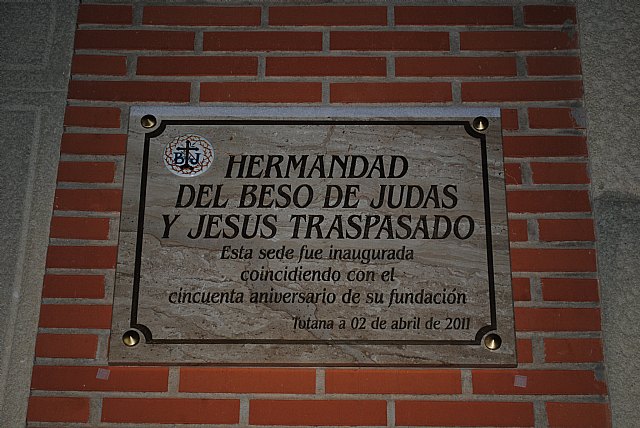 BJ
HERMANDAD
DEL BESO DE JUDAS
Y JESUS TRASPASADO
Esta sede fue inaugurada
coincidiendo con el
cincuenta aniversario de su fundación
Totana a 02 de abril de 2011